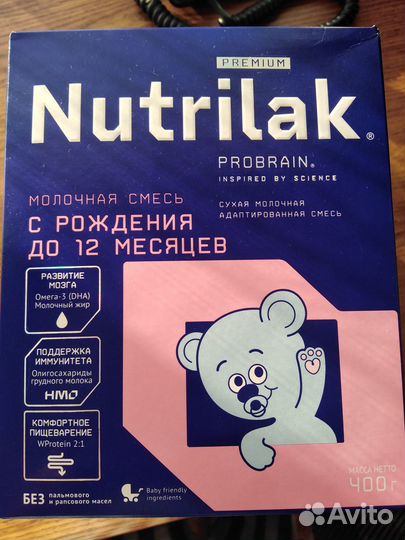 PREMIUM
Nutrilak®
PROBRAIN®
INSPIRED BY SCIENCE
МОЛОЧНАЯ СМЕСЬ
С РОЖДЕНИЯ
ДО 12 МЕСЯЦЕВ
СУХАЯ МОЛОЧНАЯ
АДАПТИРОВАННАЯ СМЕСЬ
РАЗВИТИЕ
МОЗГА
Омега-3 (DHA)
Молочный жир
ПОДДЕРЖКА
ИММУНИТЕТА
Олигосахариды
грудного молока
HMO
КОМФОРТНОЕ
ПИЩЕВАРЕНИЕ
WProtein 2:1
БЕЗ пальмового
и рапсового масел
Baby friendly
ingredients
МАССА НЕТТО
400 г
Avito